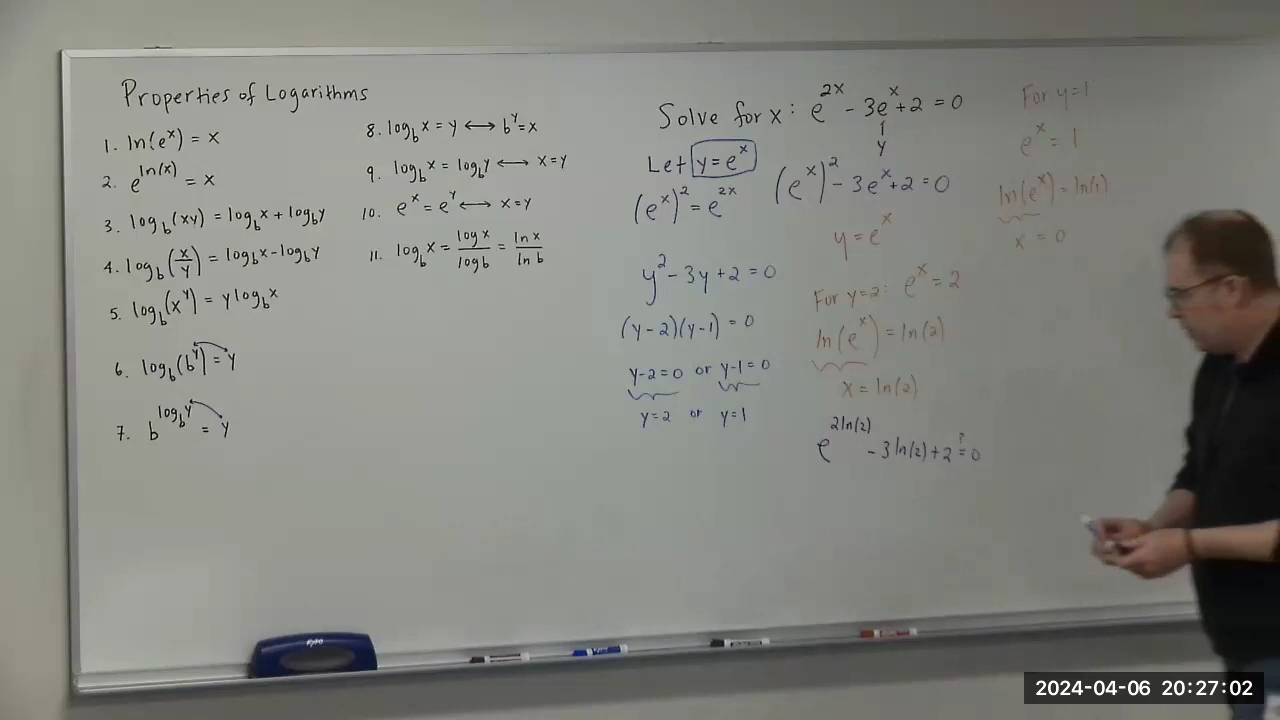 Properties of Logarithms
1. ln(e^x) = x
2. e^ln(x) = x
3. log_b(xy) = log_b x + log_b y
4. log_b(x/y) = log_b x - log_b y
5. log_b(x^y) = y log_b x
6. log_b(b^y) = y
7. b^log_b y = y
8. log_b x = y ⟷ b^y = x
9. log_b x = log_b y ⟷ x = y
10. e^x = e^y ⟷ x = y
11. log_b x = log x / log b = ln x / ln b
Solve for x: e^2x - 3e^x + 2 = 0
y
Let y = e^x
(e^x)^2 - 3e^x + 2 = 0
(e^x)^2 = e^2x
y = e^x
y^2 - 3y + 2 = 0
(y-2)(y-1) = 0
y-2=0 or y-1=0
y=2 or y=1
For y=2: e^x = 2
ln(e^x) = ln(2)
x = ln(2)
e^2ln(2) - 3ln(2) + 2 ?= 0
For y=1
e^x = 1
ln(e^x) = ln(1)
x = 0
expo
2024-04-06 20:27:02